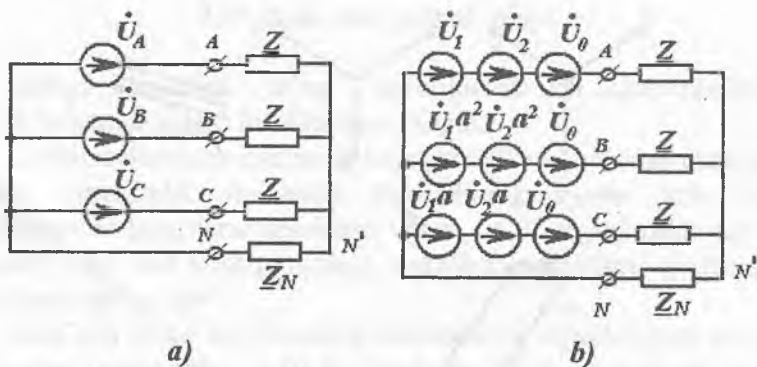 U̇A A Z
U̇B B Z
U̇C C Z
N
ZN N'
a)
U̇1 U̇2 U̇0 A Z
U̇1a² U̇2a² U̇0 B Z
U̇1a U̇2a U̇0 C Z
N ZN N'
b)